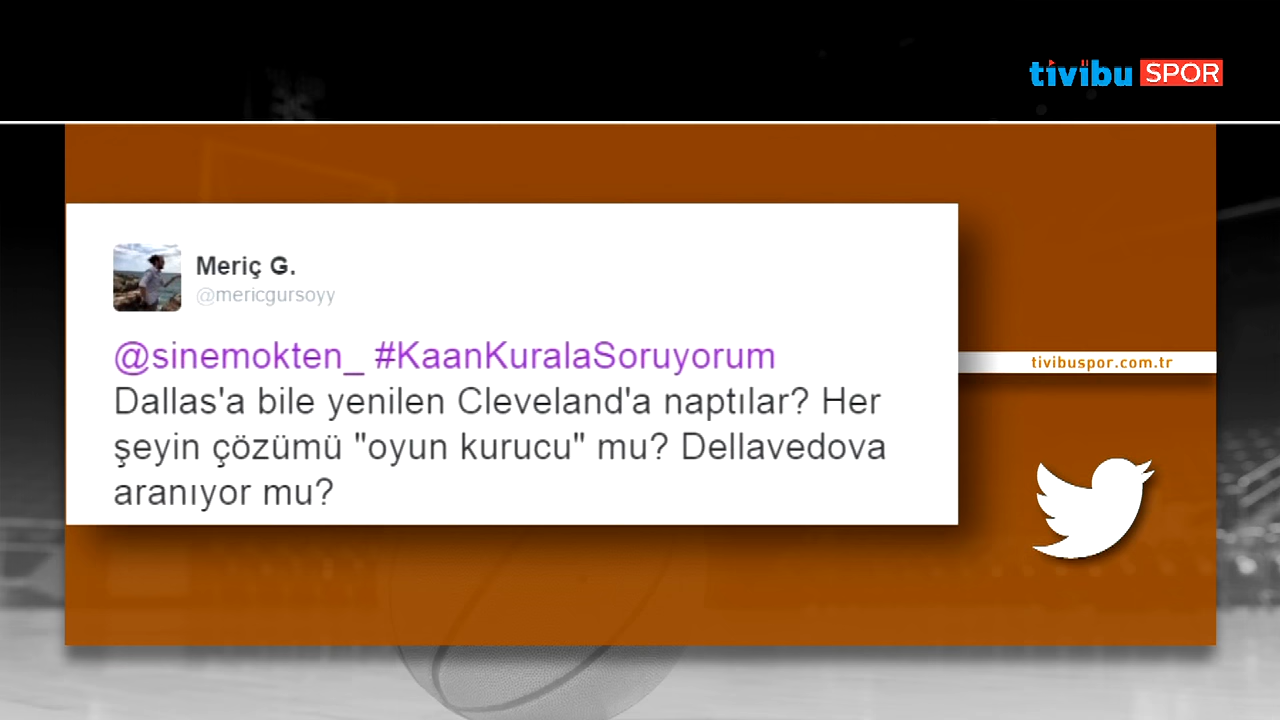 tivibu SPOR
Meriç G.
@mericgursoyy
@sinemokten_ #KaanKuralaSoruyorum
Dallas'a bile yenilen Cleveland'a naptılar? Her
şeyin çözümü "oyun kurucu" mu? Dellavedova
aranıyor mu?
tivibuspor.com.tr